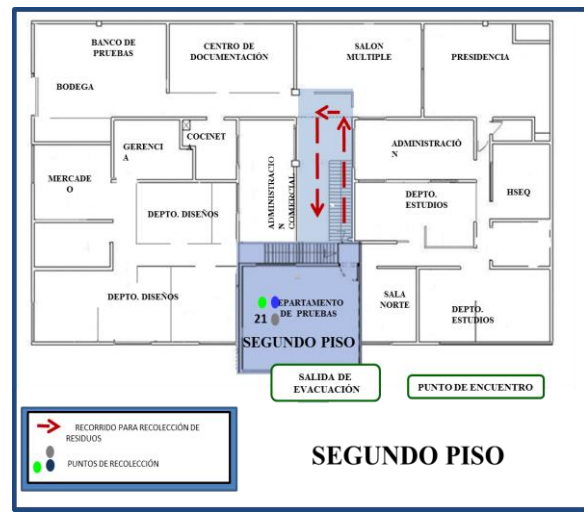 BANCO DE
PRUEBAS
CENTRO DE
DOCUMENTACIÓN
SALON
MULTIPLE
PRESIDENCIA
BODEGA
GERENCI
A
COCINET
A
ADMINISTRACIÓ
N
MERCADE
O
ADMINISTRACIO
N
COMERCIAL
HSEQ
DEPTO. DISEÑOS
DEPTO.
ESTUDIOS
DEPTO. DISEÑOS
21
EPARTAMENTO
DE PRUEBAS
SEGUNDO PISO
SALA
NORTE
DEPTO.
ESTUDIOS
SALIDA DE
EVACUACIÓN
PUNTO DE ENCUENTRO
RECORRIDO PARA RECOLECCIÓN DE
RESIDUOS
PUNTOS DE RECOLECCIÓN
SEGUNDO PISO